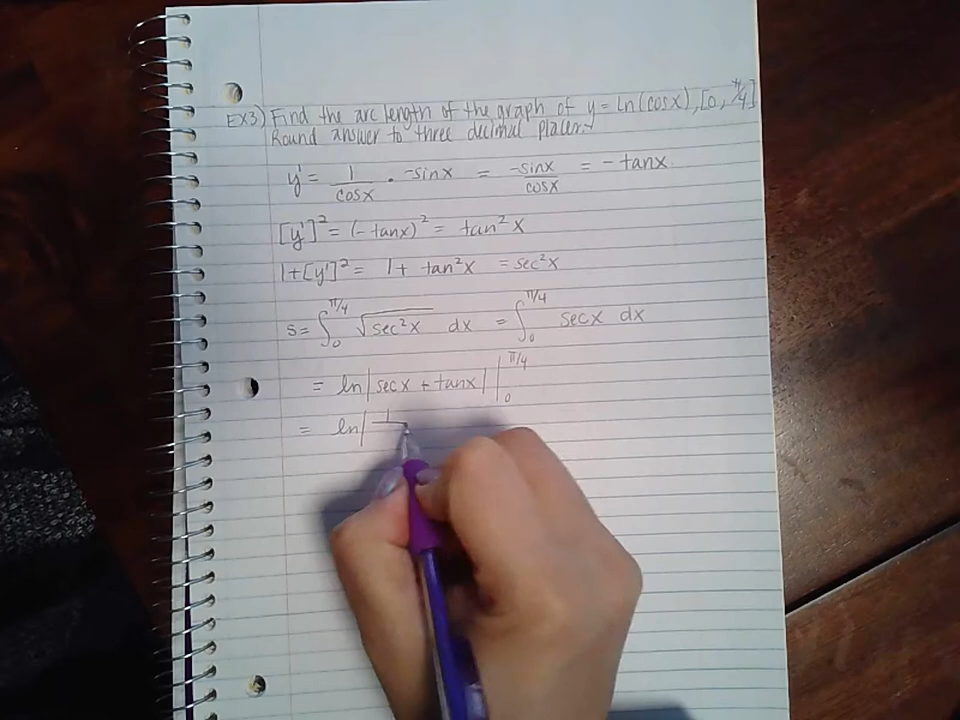 EX3) Find the arc length of the graph of y = ln(cosx), [0, π/4]
Round answer to three decimal places.
y' = 1/cosx · -sinx = -sinx/cosx = - tanx.
[y']² = (- tanx)² = tan²x
1+[y']² = 1 + tan²x = sec²x
s = ∫₀^π/4 √sec²x dx = ∫₀^π/4 secx dx
= ln|secx + tanx| |₀^π/4
= ln| 1/